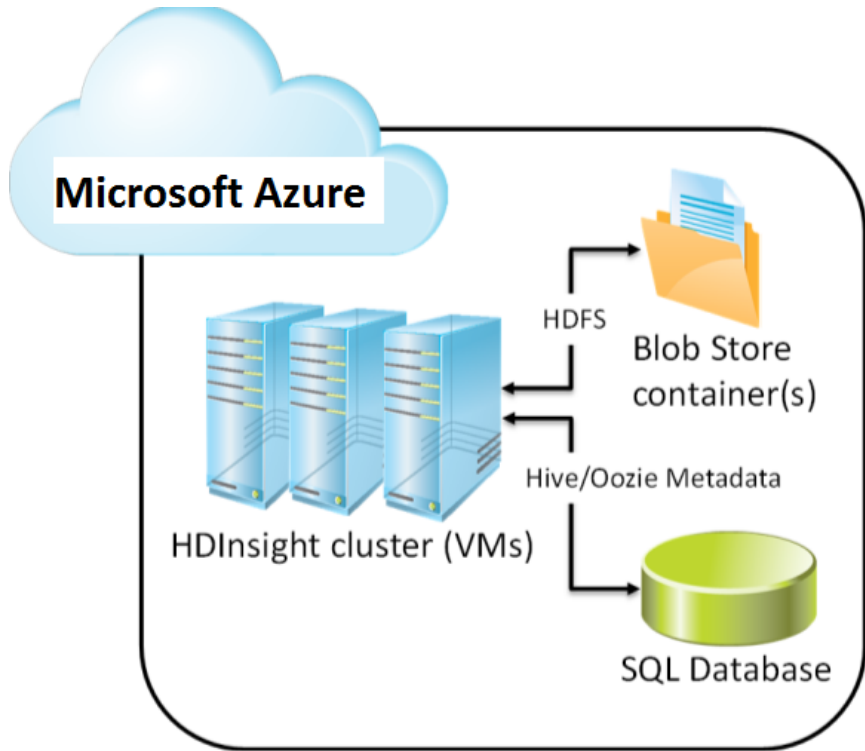 Microsoft Azure
HDFS
Blob Store
container(s)
Hive/Oozie Metadata
HDInsight cluster (VMs)
SQL Database